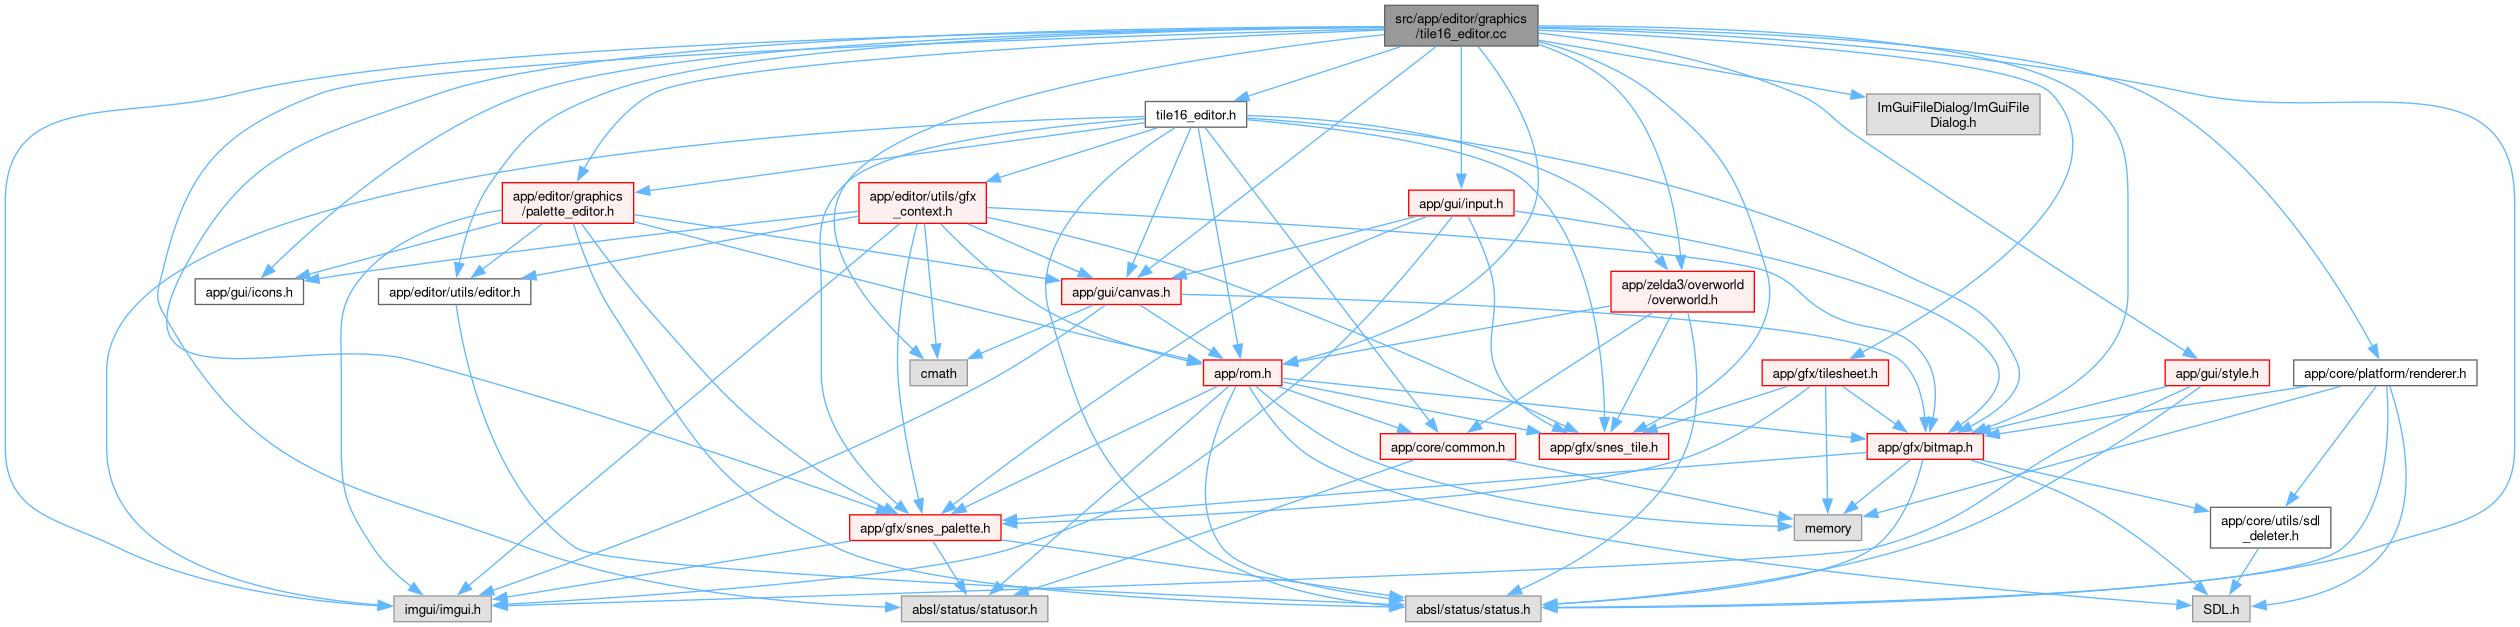 src/app/editor/graphics
/tile16_editor.cc
ImGuiFileDialog/ImGuiFile
Dialog.h
tile16_editor.h
app/editor/graphics
/palette_editor.h
app/editor/utils/gfx
_context.h
app/gui/input.h
app/gui/icons.h
app/editor/utils/editor.h
app/gui/canvas.h
app/zelda3/overworld
/overworld.h
cmath
app/rom.h
app/gfx/tilesheet.h
app/gui/style.h
app/core/platform/renderer.h
app/core/common.h
app/gfx/snes_tile.h
app/gfx/bitmap.h
app/gfx/snes_palette.h
memory
app/core/utils/sdl
_deleter.h
imgui/imgui.h
absl/status/statusor.h
absl/status/status.h
SDL.h